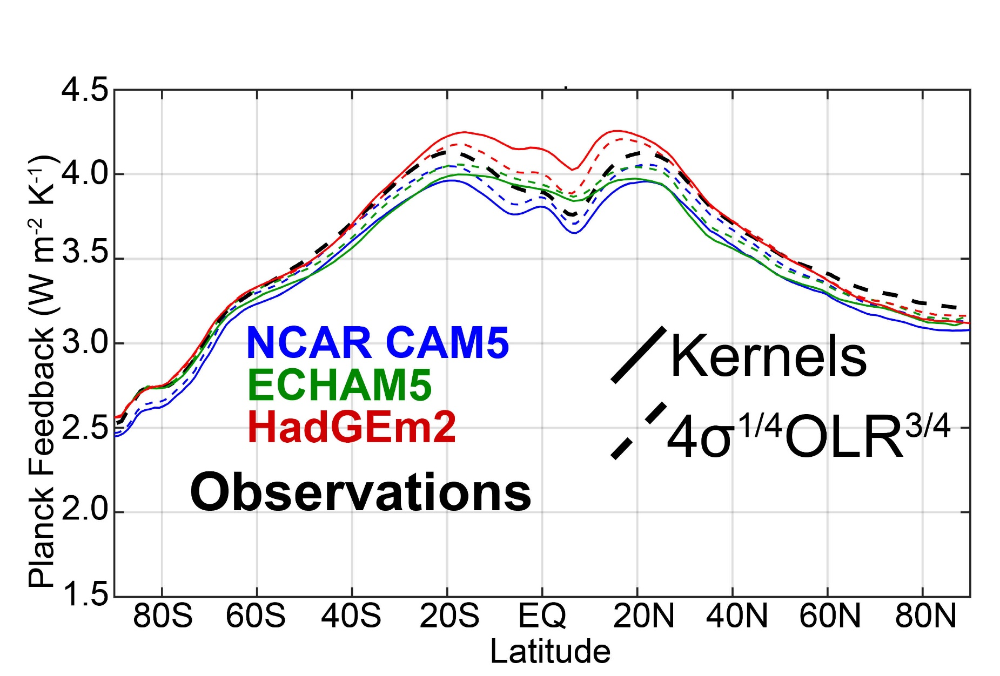 4.5
4.0
3.5
3.0
2.5
2.0
1.5
Planck Feedback (W m⁻² K⁻¹)
NCAR CAM5
ECHAM5
HadGEm2
Observations
Kernels
4σ¹/⁴OLR³/⁴
80S 60S 40S 20S EQ 20N 40N 60N 80N
Latitude